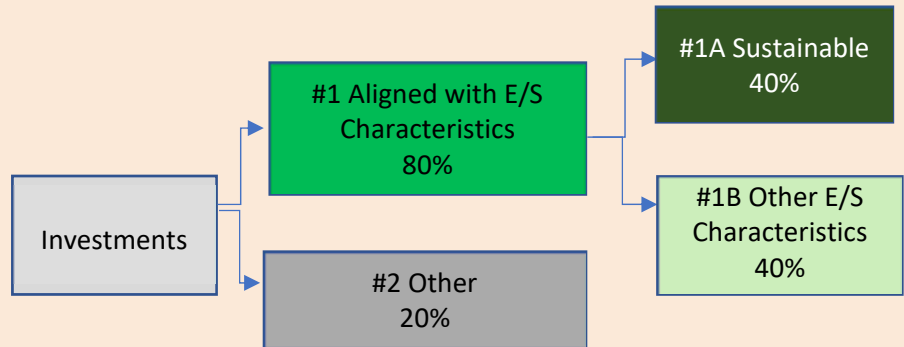 Investments
#1 Aligned with E/S
Characteristics
80%
#2 Other
20%
#1A Sustainable
40%
#1B Other E/S
Characteristics
40%